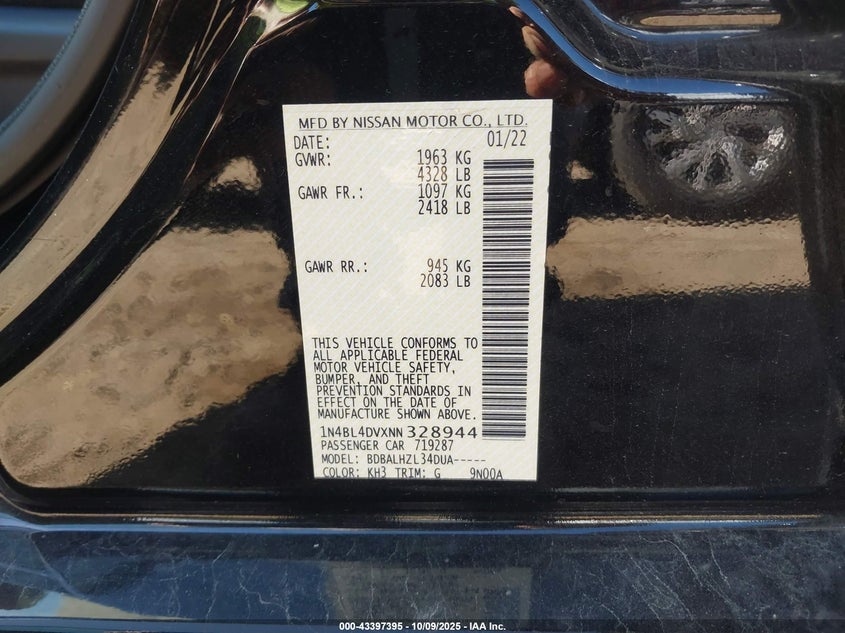 MFD BY NISSAN MOTOR CO., LTD.
DATE: 01/22
GVWR: 1963 KG
4328 LB
GAWR FR.: 1097 KG
2418 LB
GAWR RR.: 945 KG
2083 LB
THIS VEHICLE CONFORMS TO
ALL APPLICABLE FEDERAL
MOTOR VEHICLE SAFETY,
BUMPER, AND THEFT
PREVENTION STANDARDS IN
EFFECT ON THE DATE OF
MANUFACTURE SHOWN ABOVE.
1N4BL4DVXNN328944
PASSENGER CAR 719287
MODEL: BDBALHZL34DUA-----
COLOR: KH3 TRIM: G 9N00A
000-43397395 - 10/09/2025 - IAA Inc.